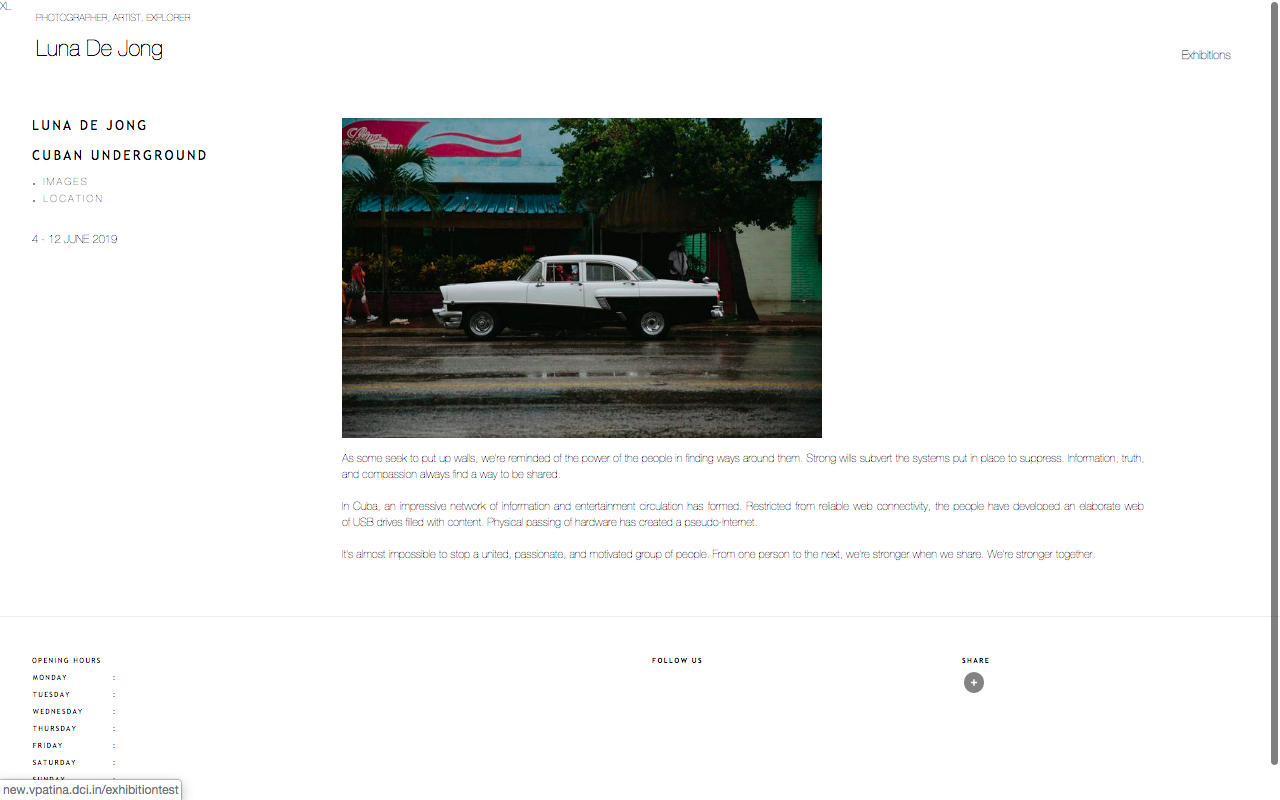 XL
PHOTOGRAPHER, ARTIST, EXPLORER
Luna De Jong
Exhibitions
LUNA DE JONG
CUBAN UNDERGROUND
IMAGES
LOCATION
4 - 12 JUNE 2019
As some seek to put up walls, we're reminded of the power of the people in finding ways around them. Strong wills subvert the systems put in place to suppress. Information, truth,
and compassion always find a way to be shared.
In Cuba, an impressive network of information and entertainment circulation has formed. Restricted from reliable web connectivity, the people have developed an elaborate web
of USB drives filled with content. Physical passing of hardware has created a pseudo-Internet.
It's almost impossible to stop a united, passionate, and motivated group of people. From one person to the next, we're stronger when we share. We're stronger together.
OPENING HOURS
MONDAY :
TUESDAY :
WEDNESDAY :
THURSDAY :
FRIDAY :
SATURDAY :
SUNDAY :
FOLLOW US
SHARE
+
new.vpatina.dci.in/exhibitiontest